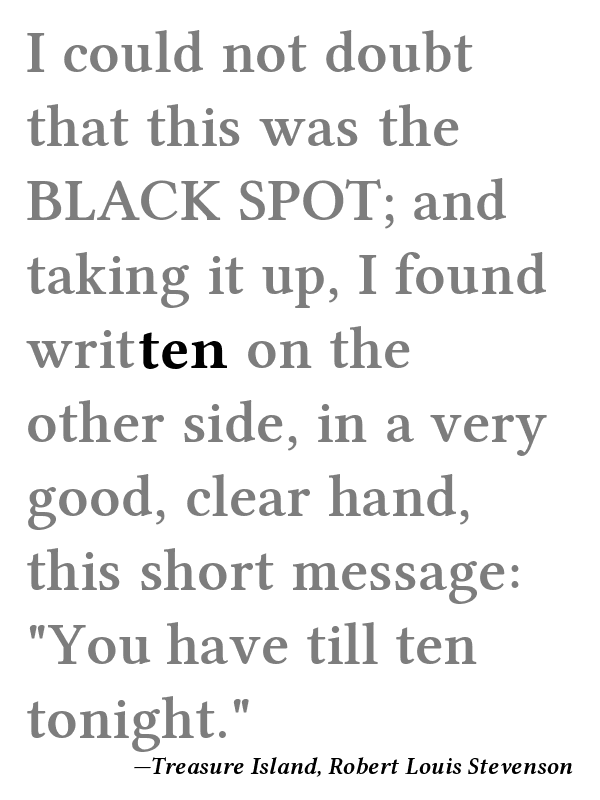 I could not doubt
that this was the
BLACK SPOT; and
taking it up, I found
written on the
other side, in a very
good, clear hand,
this short message:
"You have till ten
tonight."
—Treasure Island, Robert Louis Stevenson